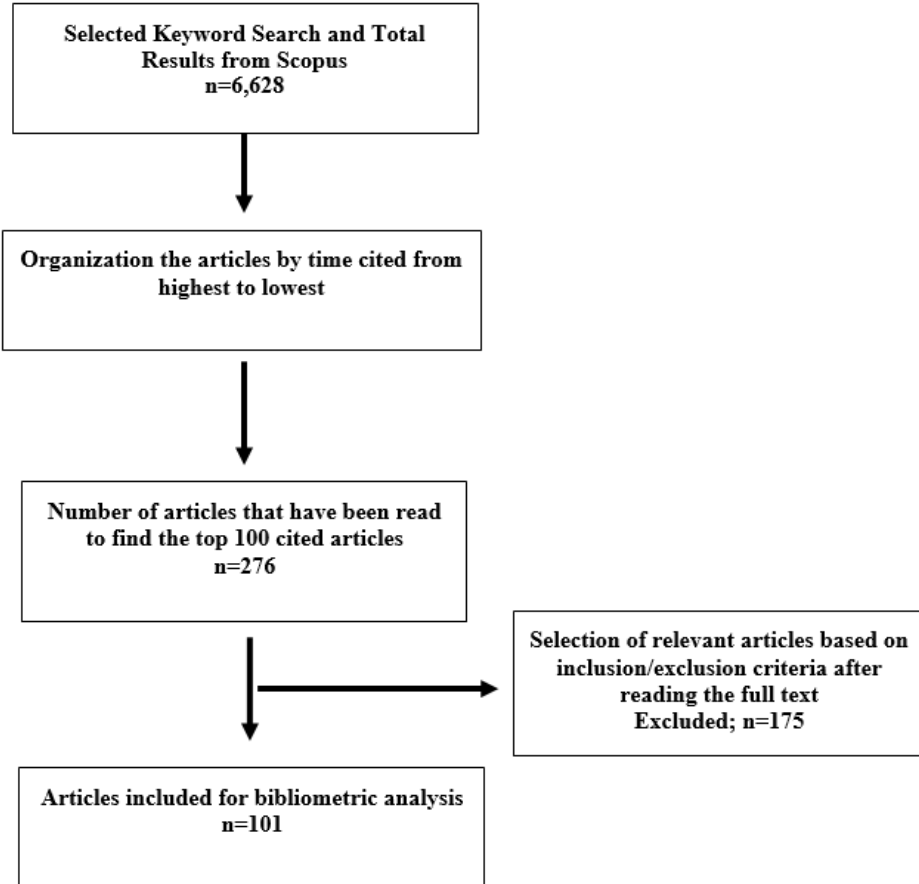 Selected Keyword Search and Total
Results from Scopus
n=6,628
Organization the articles by time cited from
highest to lowest
Number of articles that have been read
to find the top 100 cited articles
n=276
Selection of relevant articles based on
inclusion/exclusion criteria after
reading the full text
Excluded; n=175
Articles included for bibliometric analysis
n=101